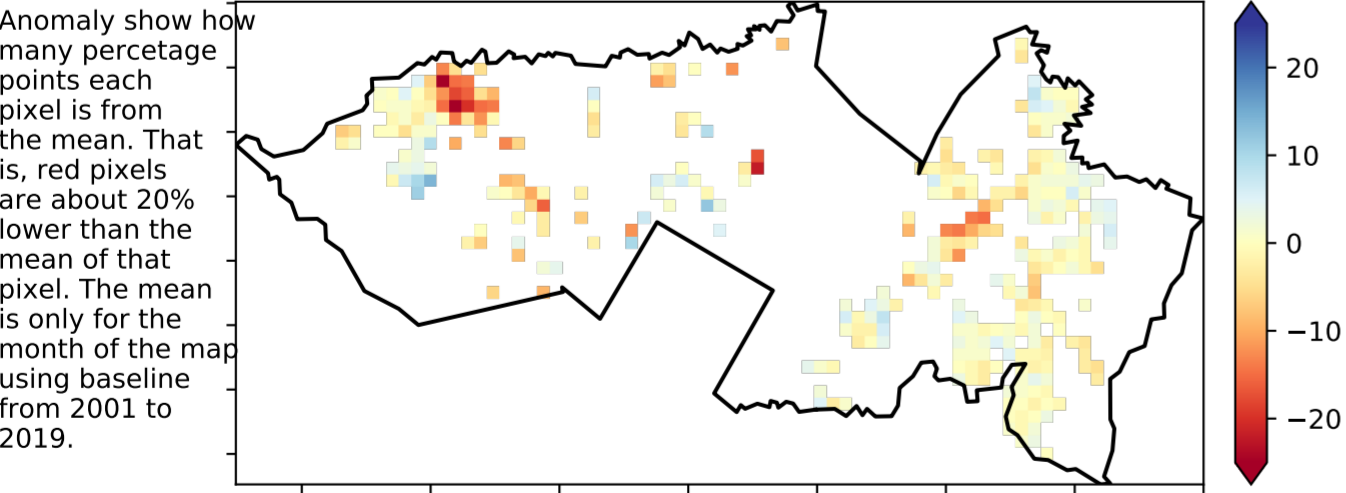 Anomaly show how
many percetage
points each
pixel is from
the mean. That
is, red pixels
are about 20%
lower than the
mean of that
pixel. The mean
is only for the
month of the map
using baseline
from 2001 to
2019.
20
10
0
−10
−20